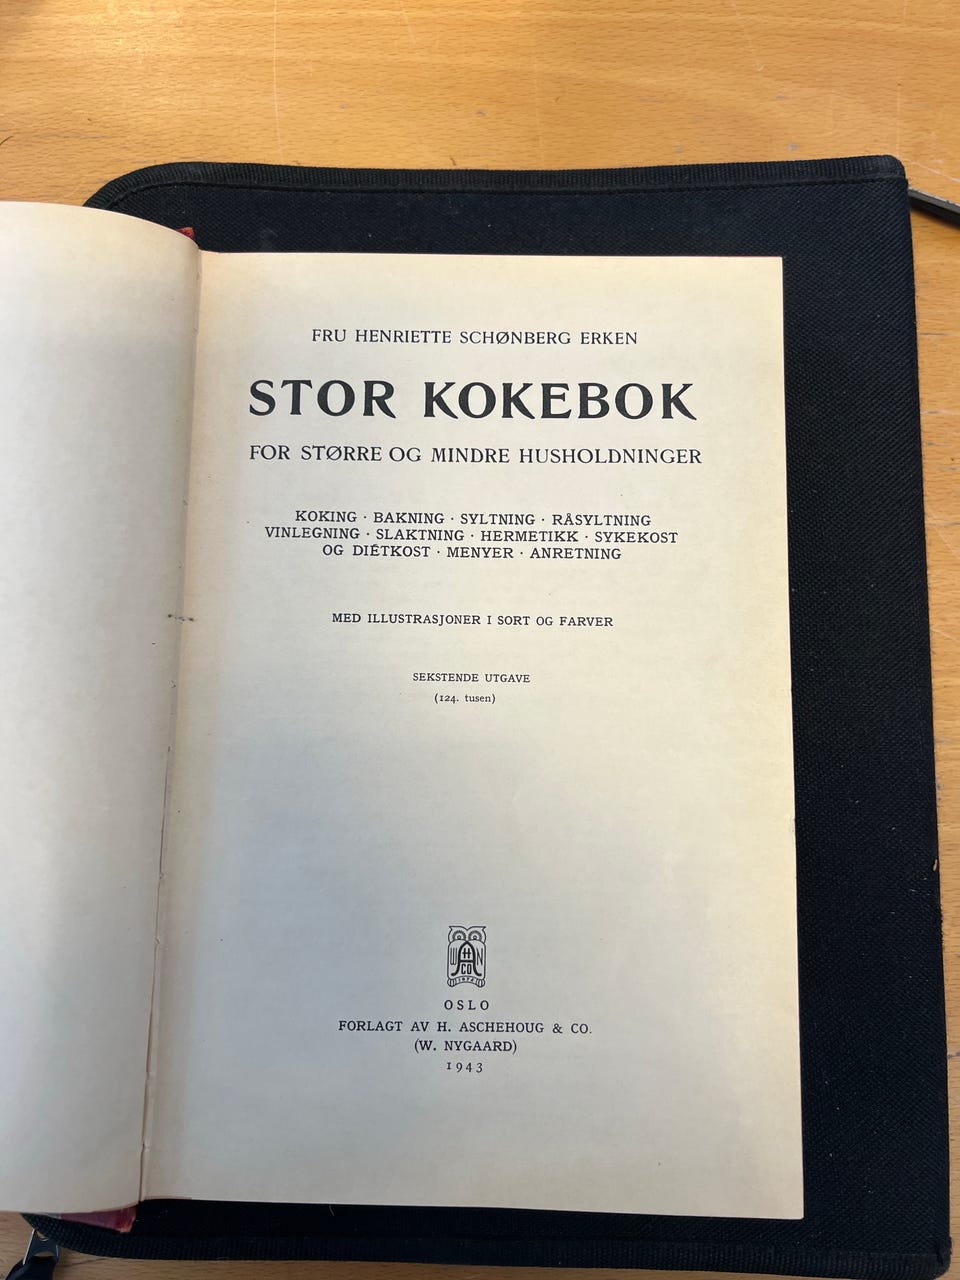 FRU HENRIETTE SCHØNBERG ERKEN
STOR KOKEBOK
FOR STØRRE OG MINDRE HUSHOLDNINGER
KOKING · BAKNING · SYLTNING · RÅSYLTNING
VINLEGNING · SLAKTNING · HERMETIKK · SYKEKOST
OG DIÉTKOST · MENYER · ANRETNING
MED ILLUSTRASJONER I SORT OG FARVER
SEKSTENDE UTGAVE
(124. tusen)
W H N
A
CO
OSLO
FORLAGT AV H. ASCHEHOUG & CO.
(W. NYGAARD)
1943